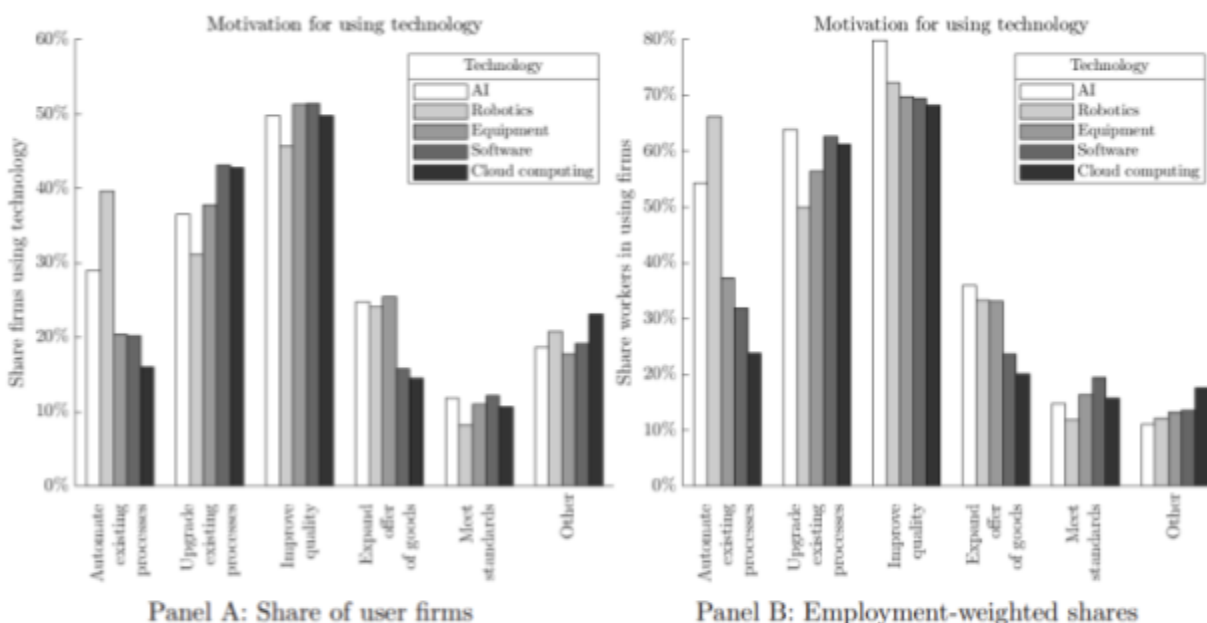 Motivation for using technology
60%
50%
40%
30%
20%
10%
0%
Share firms using technology
Technology
AI
Robotics
Equipment
Software
Cloud computing
Automate
existing
processes
Upgrade
existing
processes
Improve
quality
Expand
offer
of goods
Meet
standards
Other
Panel A: Share of user firms
Motivation for using technology
80%
70%
60%
50%
40%
30%
20%
10%
0%
Share workers in using firms
Technology
AI
Robotics
Equipment
Software
Cloud computing
Automate
existing
processes
Upgrade
existing
processes
Improve
quality
Expand
offer
of goods
Meet
standards
Other
Panel B: Employment-weighted shares